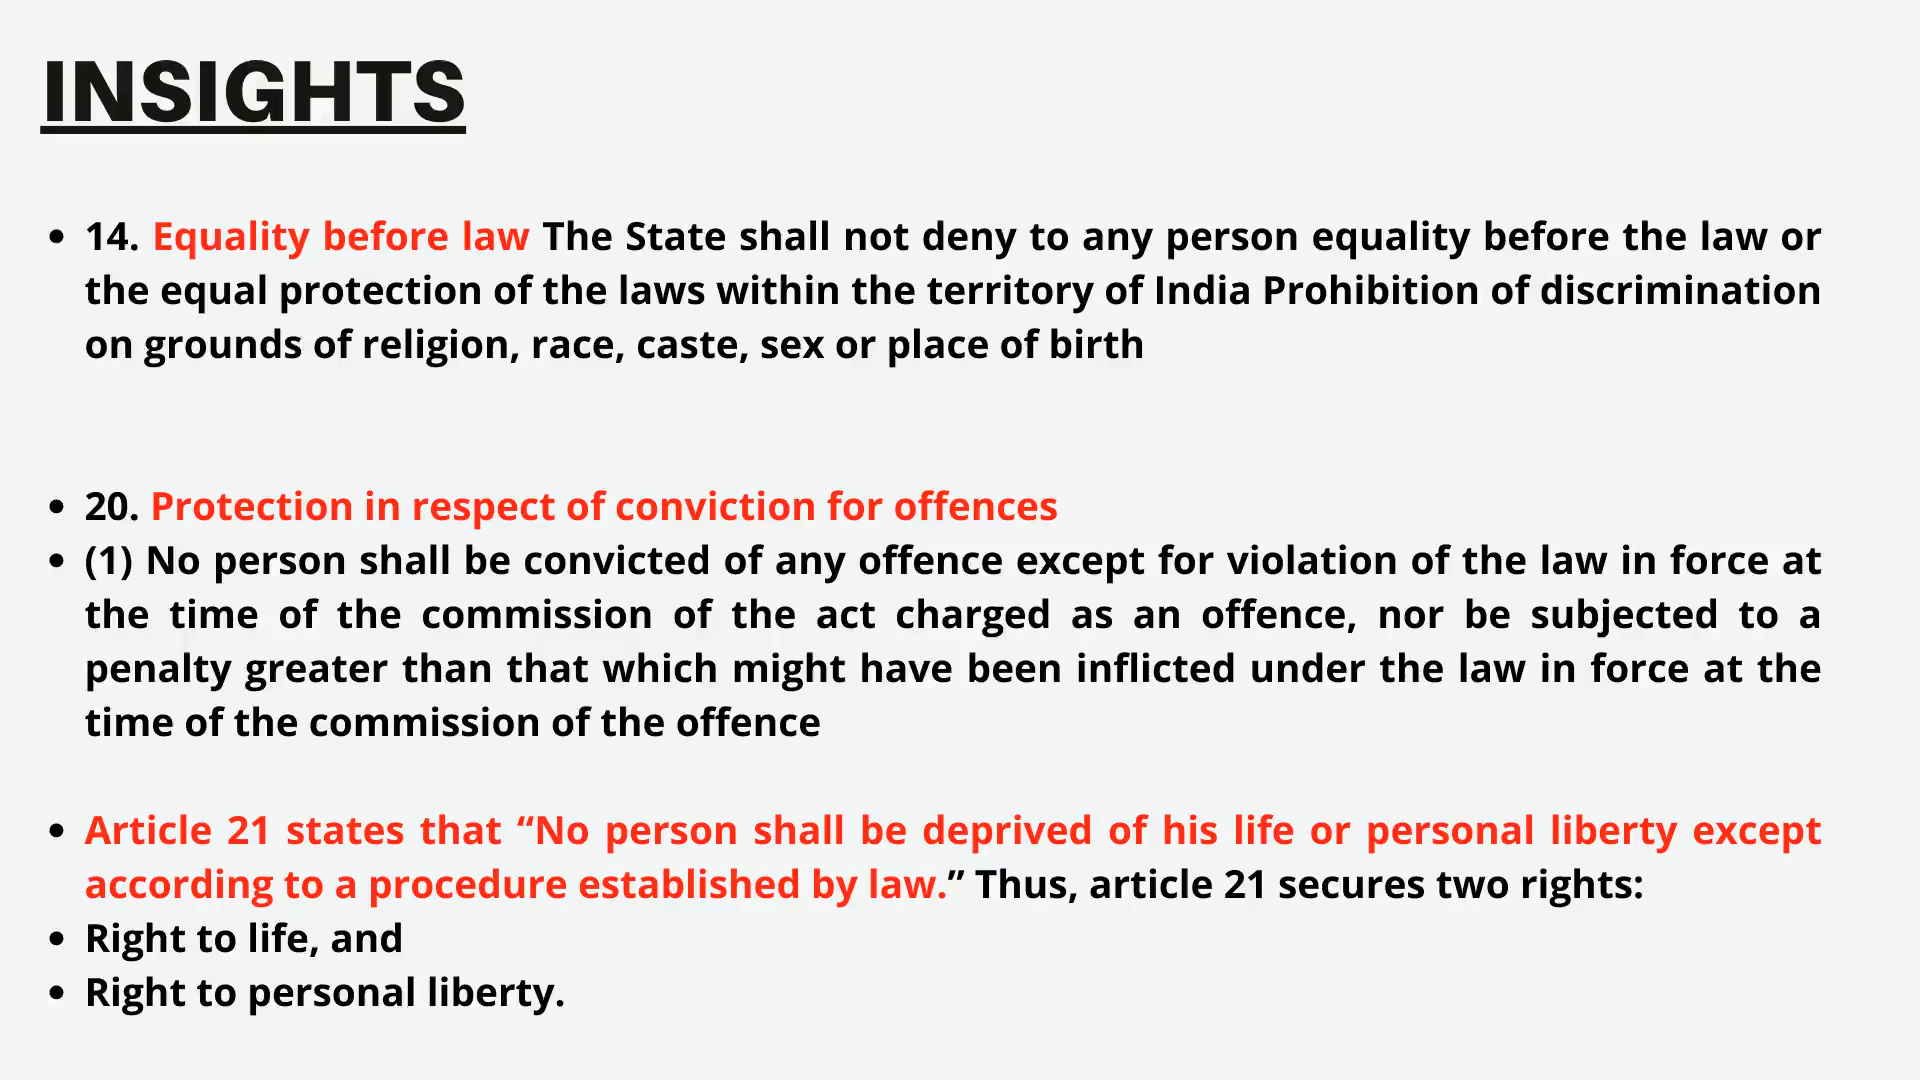 INSIGHTS
• 14. Equality before law The State shall not deny to any person equality before the law or
the equal protection of the laws within the territory of India Prohibition of discrimination
on grounds of religion, race, caste, sex or place of birth
• 20. Protection in respect of conviction for offences
• (1) No person shall be convicted of any offence except for violation of the law in force at
the time of the commission of the act charged as an offence, nor be subjected to a
penalty greater than that which might have been inflicted under the law in force at the
time of the commission of the offence
• Article 21 states that “No person shall be deprived of his life or personal liberty except
according to a procedure established by law.” Thus, article 21 secures two rights:
• Right to life, and
• Right to personal liberty.